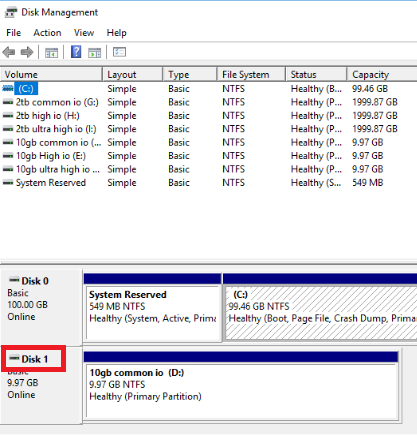 Disk Management
File Action View Help
Volume Layout Type File System Status Capacity
(C:) Simple Basic NTFS Healthy (B... 99.46 GB
2tb common io (G:) Simple Basic NTFS Healthy (P... 1999.87 GB
2tb high io (H:) Simple Basic NTFS Healthy (P... 1999.87 GB
2tb ultra high io (I:) Simple Basic NTFS Healthy (P... 1999.87 GB
10gb common io (... Simple Basic NTFS Healthy (P... 9.97 GB
10gb High io (E:) Simple Basic NTFS Healthy (P... 9.97 GB
10gb ultra high io ... Simple Basic NTFS Healthy (P... 9.97 GB
System Reserved Simple Basic NTFS Healthy (S... 549 MB
Disk 0
Basic
100.00 GB
Online
System Reserved
549 MB NTFS
Healthy (System, Active, Prima
(C:)
99.46 GB NTFS
Healthy (Boot, Page File, Crash Dump, Prima
Disk 1
Basic
9.97 GB
Online
10gb common io (D:)
9.97 GB NTFS
Healthy (Primary Partition)